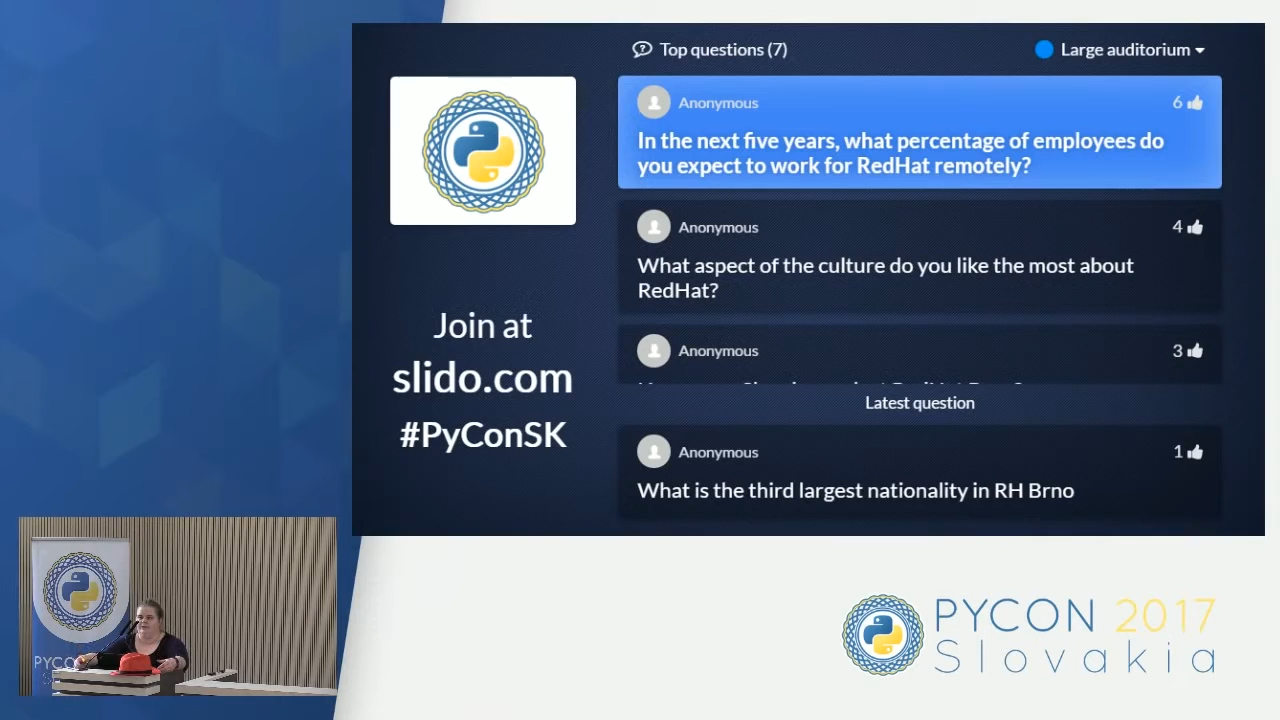 Top questions (7)
Large auditorium
Anonymous
6
In the next five years, what percentage of employees do
you expect to work for RedHat remotely?
Anonymous
4
What aspect of the culture do you like the most about
RedHat?
Anonymous
3
Latest question
Anonymous
1
What is the third largest nationality in RH Brno
Join at
slido.com
#PyConSK
PYCON 2017
Slovakia
PYCO